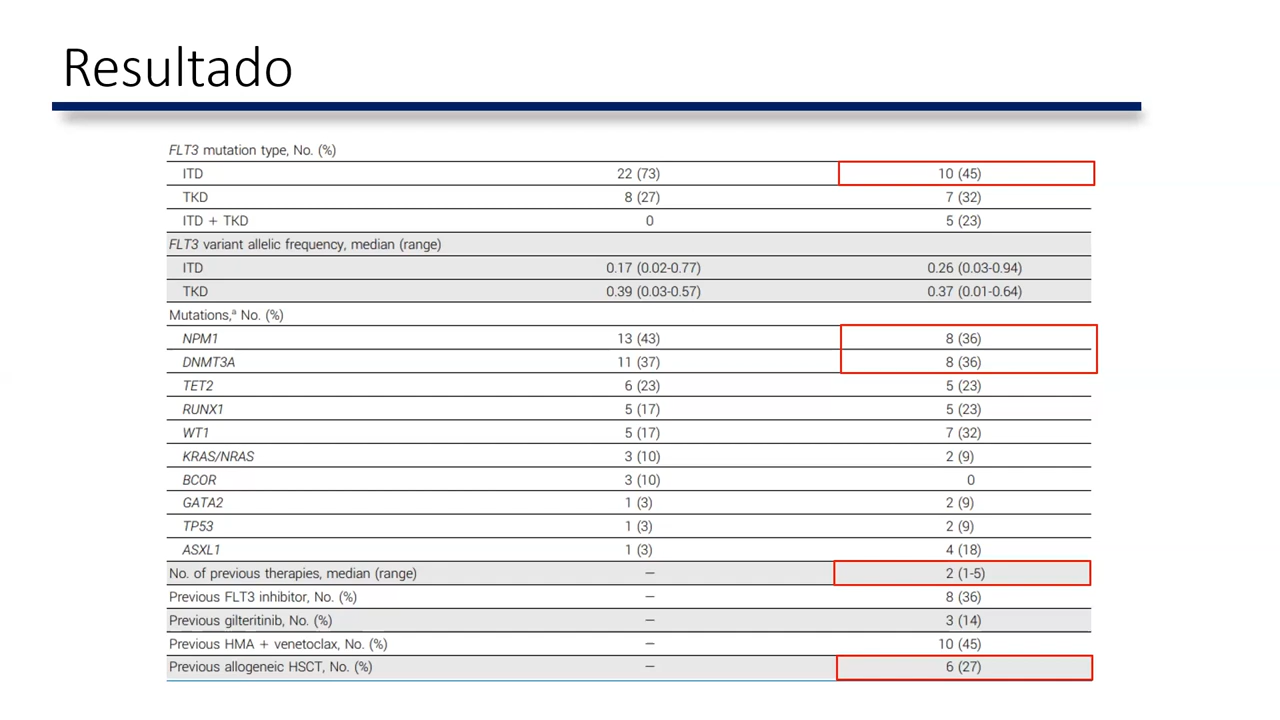 Resultado
FLT3 mutation type, No. (%)
ITD 22 (73) 10 (45)
TKD 8 (27) 7 (32)
ITD + TKD 0 5 (23)
FLT3 variant allelic frequency, median (range)
ITD 0.17 (0.02-0.77) 0.26 (0.03-0.94)
TKD 0.39 (0.03-0.57) 0.37 (0.01-0.64)
Mutations,ª No. (%)
NPM1 13 (43) 8 (36)
DNMT3A 11 (37) 8 (36)
TET2 6 (23) 5 (23)
RUNX1 5 (17) 5 (23)
WT1 5 (17) 7 (32)
KRAS/NRAS 3 (10) 2 (9)
BCOR 3 (10) 0
GATA2 1 (3) 2 (9)
TP53 1 (3) 2 (9)
ASXL1 1 (3) 4 (18)
No. of previous therapies, median (range) — 2 (1-5)
Previous FLT3 inhibitor, No. (%) — 8 (36)
Previous gilteritinib, No. (%) — 3 (14)
Previous HMA + venetoclax, No. (%) — 10 (45)
Previous allogeneic HSCT, No. (%) — 6 (27)